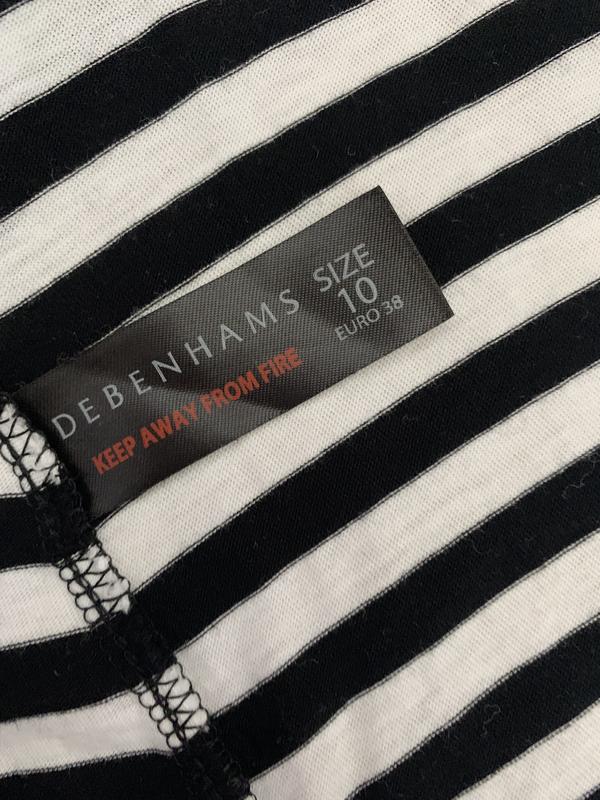 DEBENHAMS
KEEP AWAY FROM FIRE
SIZE
10
EURO 38